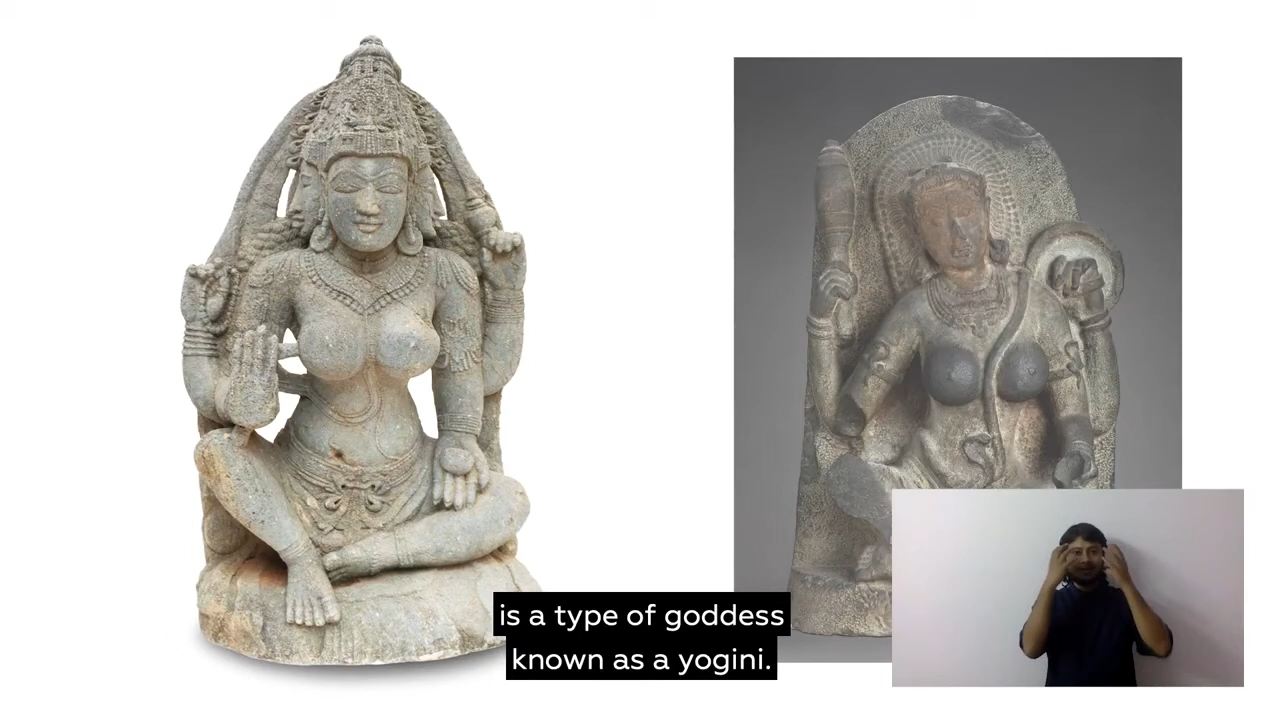 is a type of goddess
known as a yogini.